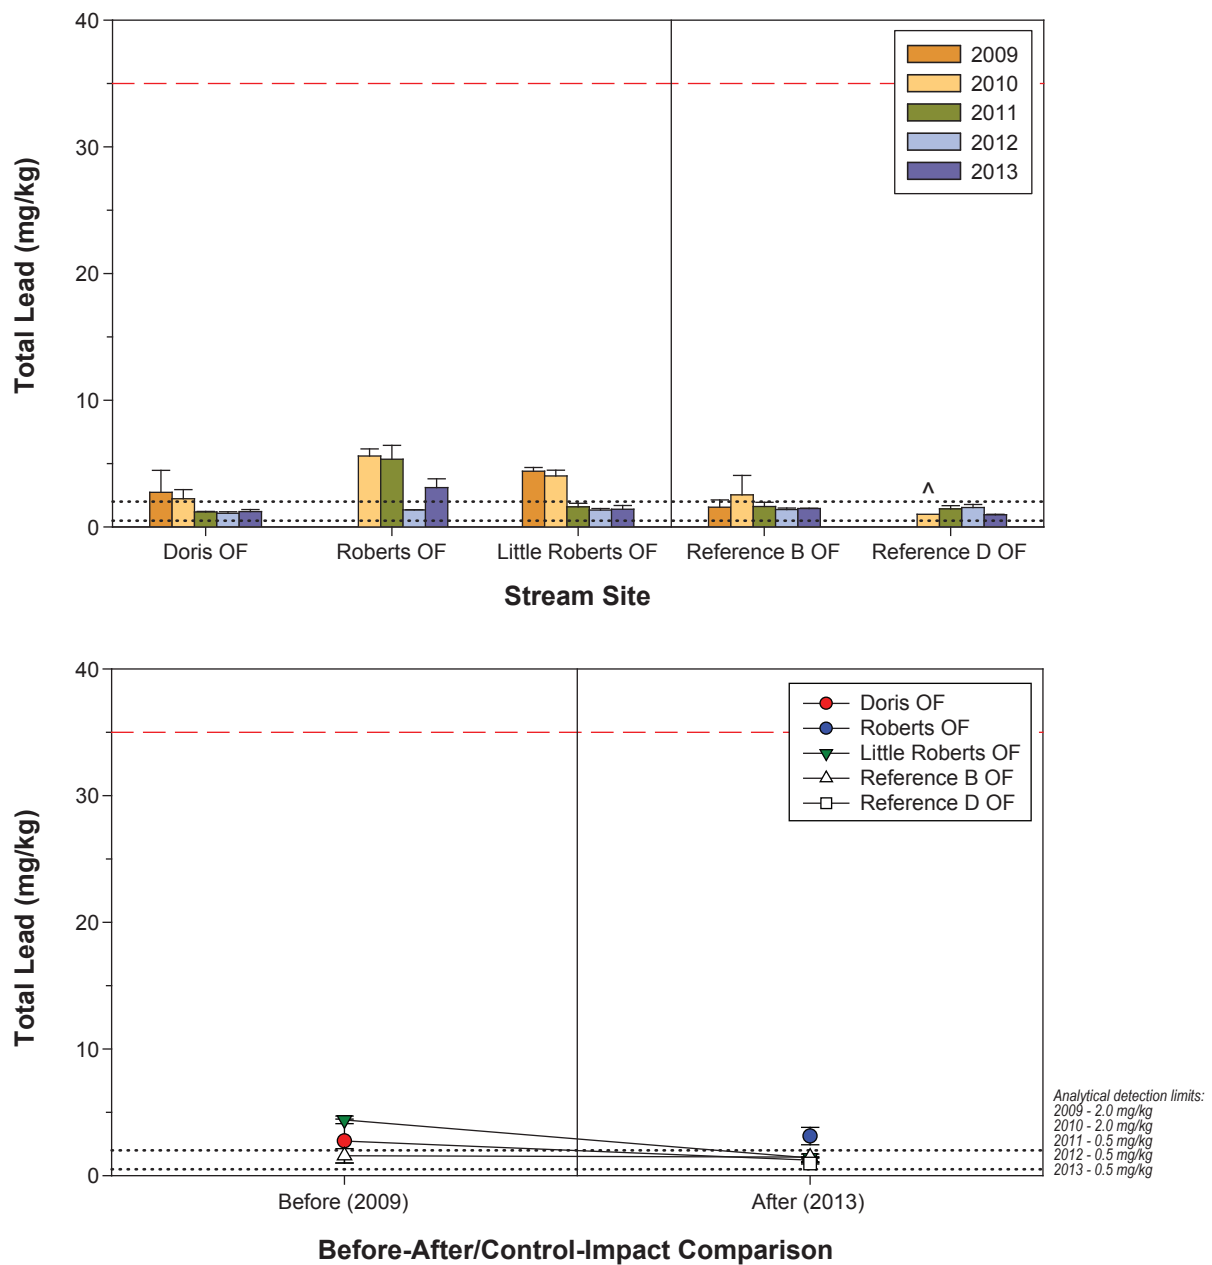 40
30
20
10
0
Total Lead (mg/kg)
2009
2010
2011
2012
2013
^
Doris OF
Roberts OF
Little Roberts OF
Reference B OF
Reference D OF
Stream Site
40
30
20
10
0
Total Lead (mg/kg)
Doris OF
Roberts OF
Little Roberts OF
Reference B OF
Reference D OF
Analytical detection limits:
2009 - 2.0 mg/kg
2010 - 2.0 mg/kg
2011 - 0.5 mg/kg
2012 - 0.5 mg/kg
2013 - 0.5 mg/kg
Before (2009)
After (2013)
Before-After/Control-Impact Comparison